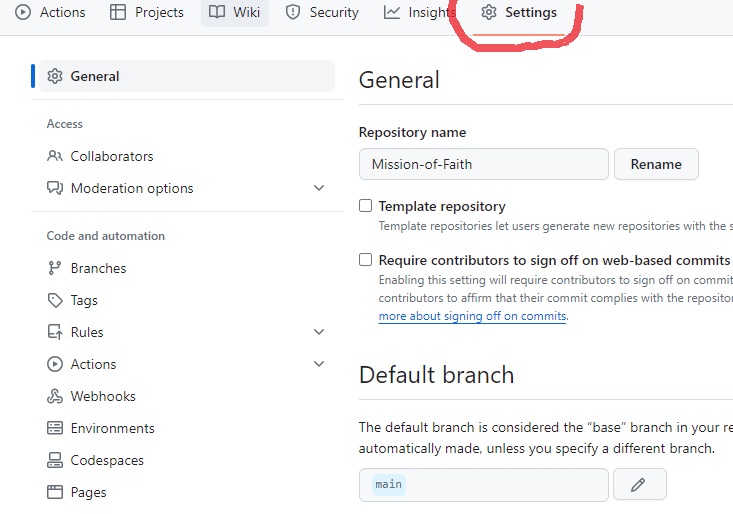 Actions Projects Wiki Security Insights Settings
General
Access
Collaborators
Moderation options
Code and automation
Branches
Tags
Rules
Actions
Webhooks
Environments
Codespaces
Pages
General
Repository name
Mission-of-Faith Rename
Template repository
Template repositories let users generate new repositories with the s
Require contributors to sign off on web-based commits
Enabling this setting will require contributors to sign off on commit
contributors to affirm that their commit complies with the repositor
more about signing off on commits.
Default branch
The default branch is considered the “base” branch in your re
automatically made, unless you specify a different branch.
main